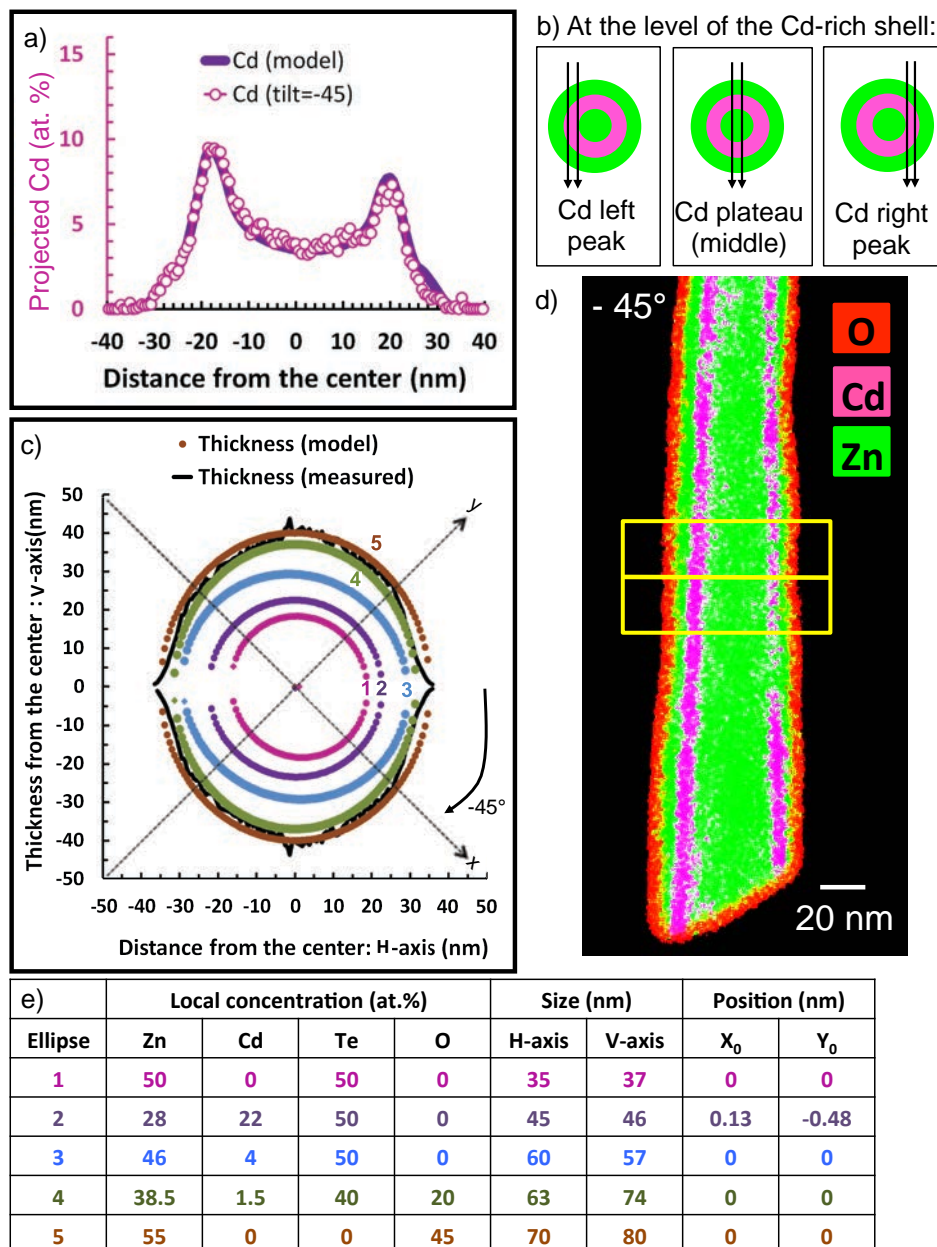 a)
15
10
5
0
Projected Cd (at. %)
Cd (model)
Cd (tilt=-45)
-40 -30 -20 -10 0 10 20 30 40
Distance from the center (nm)
b) At the level of the Cd-rich shell:
Cd left
peak
Cd plateau
(middle)
Cd right
peak
c)
Thickness (model)
Thickness (measured)
50
40
30
20
10
0
-10
-20
-30
-40
-50
Thickness from the center : v-axis(nm)
y
5
4
1 2 3
-45°
x
-50 -40 -30 -20 -10 0 10 20 30 40 50
Distance from the center: H-axis (nm)
d)
- 45°
O
Cd
Zn
20 nm
e) Local concentration (at.%) Size (nm) Position (nm)
Ellipse Zn Cd Te O H-axis V-axis X₀ Y₀
1 50 0 50 0 35 37 0 0
2 28 22 50 0 45 46 0.13 -0.48
3 46 4 50 0 60 57 0 0
4 38.5 1.5 40 20 63 74 0 0
5 55 0 0 45 70 80 0 0